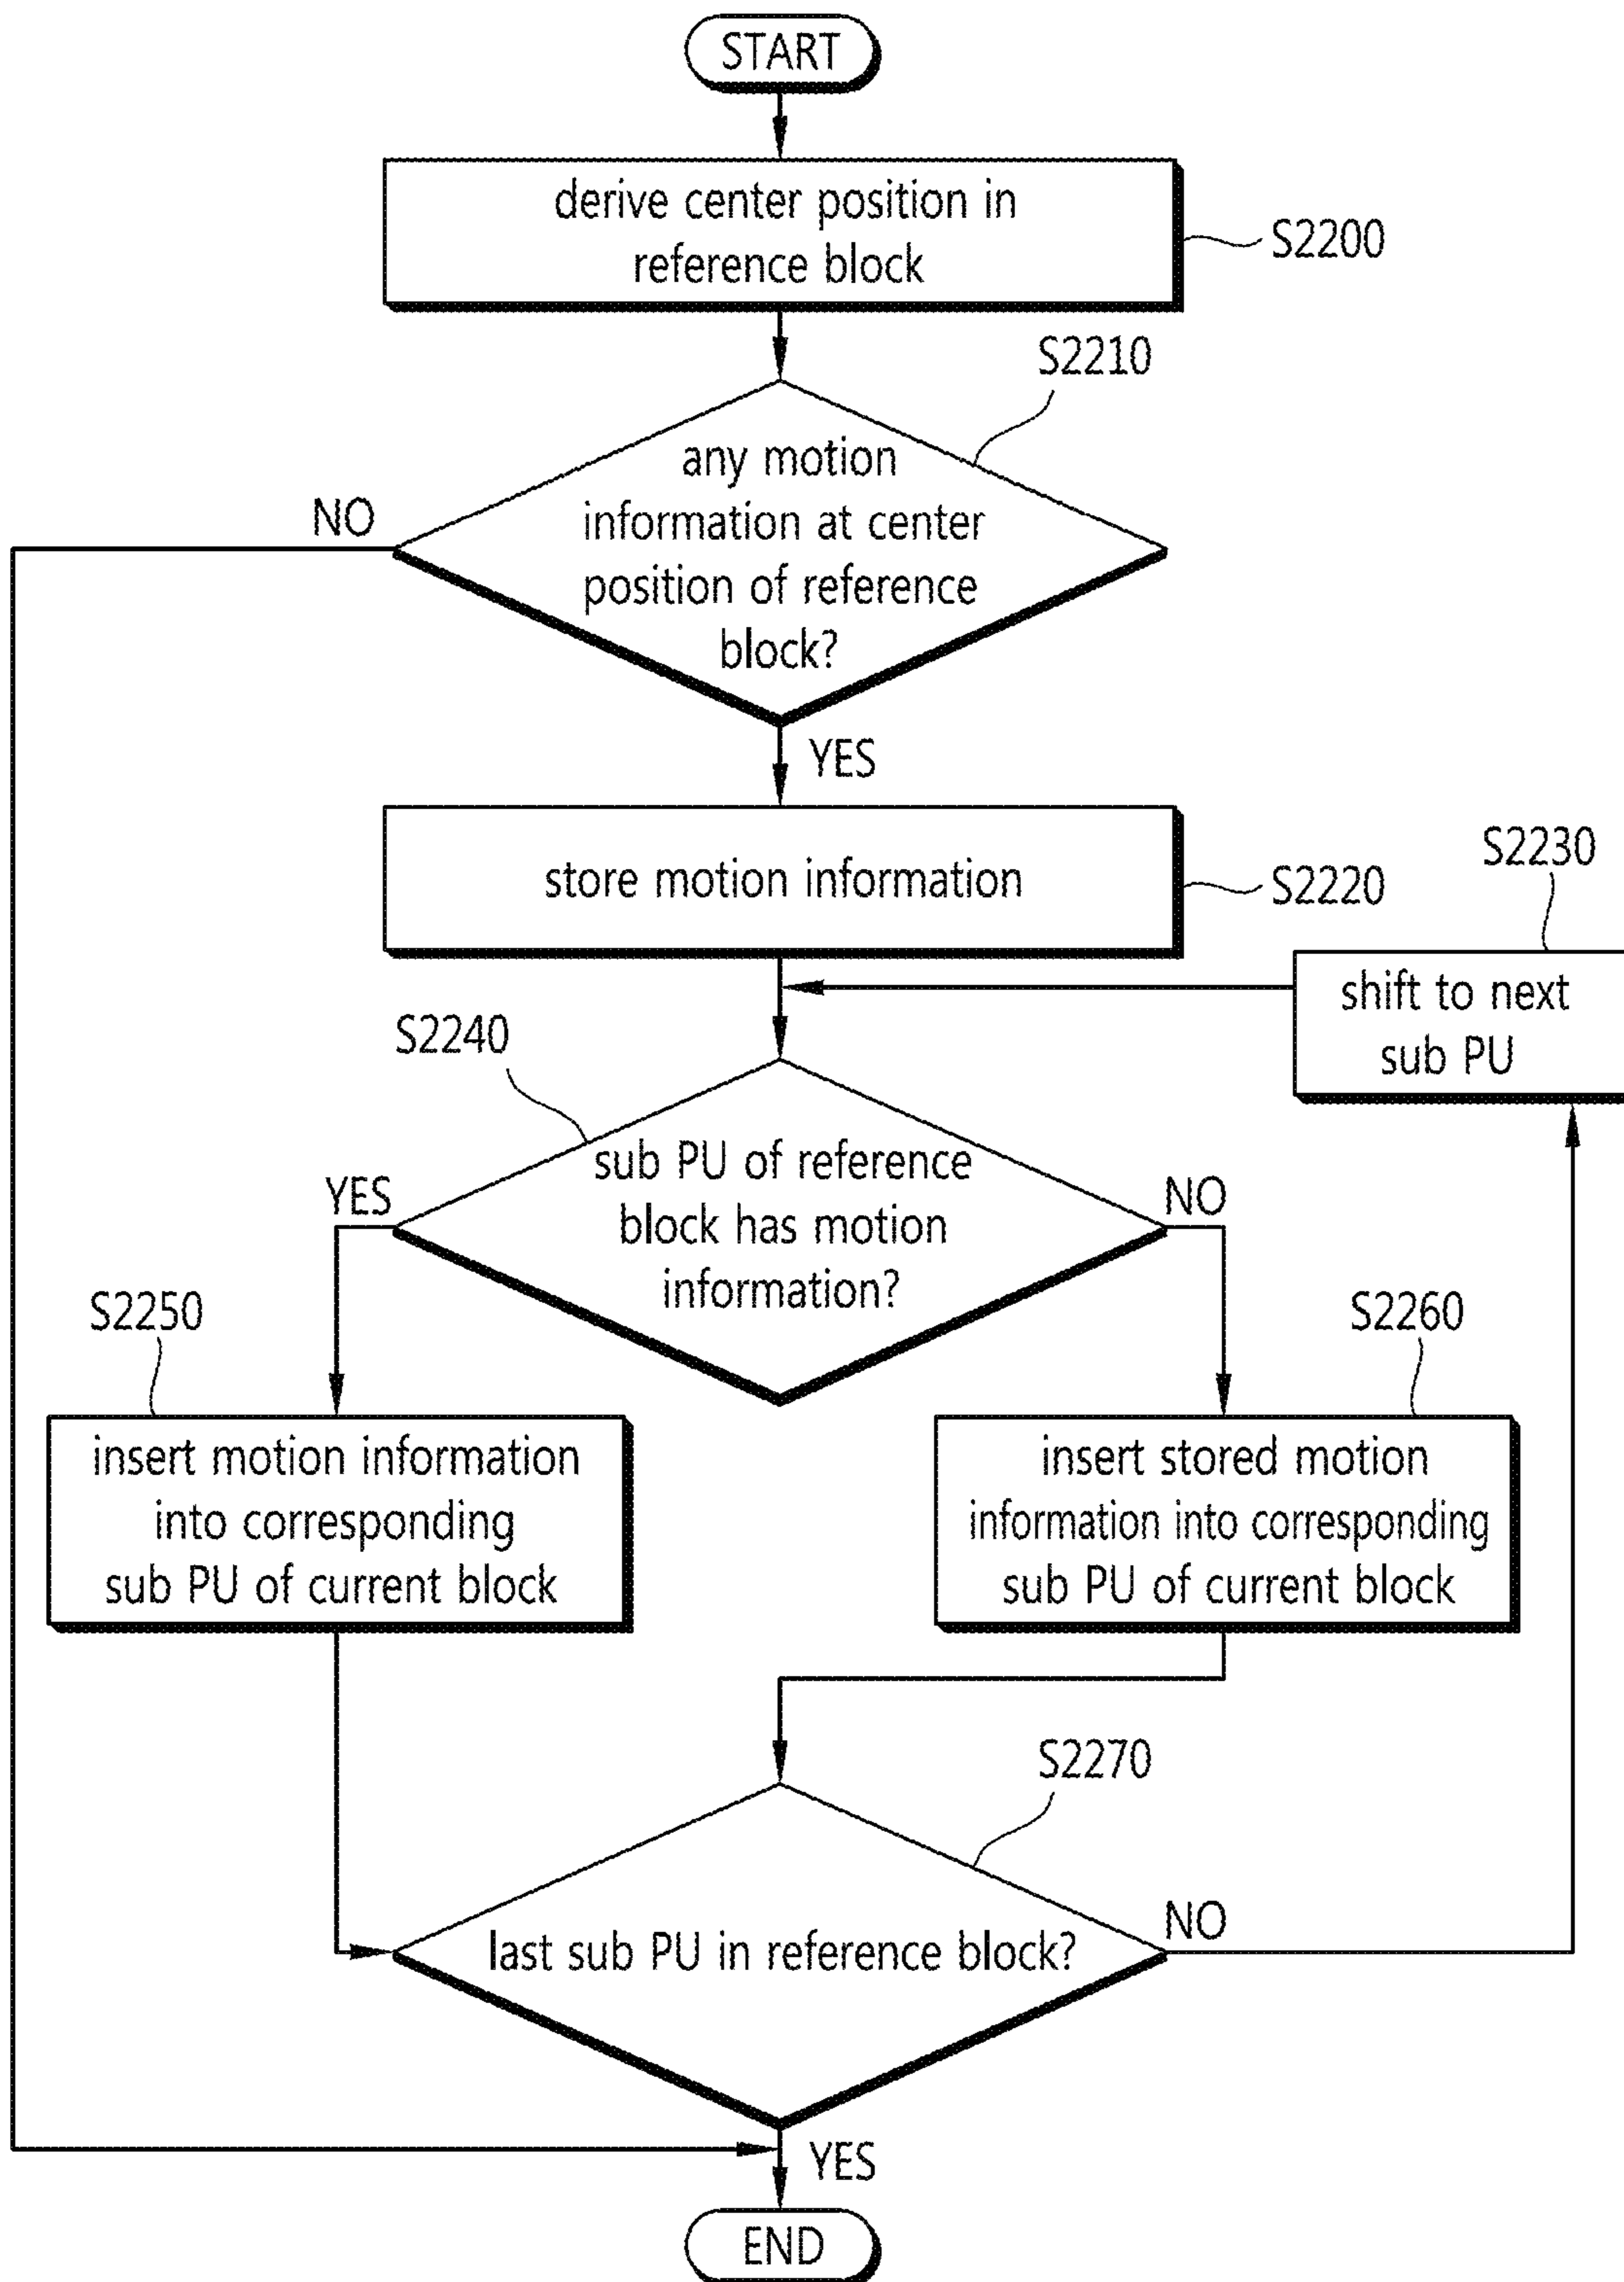 START
derive center position in
reference block
S2200
S2210
any motion
information at center
position of reference
block?
NO
YES
store motion information
S2220
S2230
shift to next
sub PU
S2240
sub PU of reference
block has motion
information?
YES
NO
S2250
insert motion information
into corresponding
sub PU of current block
S2260
insert stored motion
information into corresponding
sub PU of current block
S2270
last sub PU in reference block?
NO
YES
END